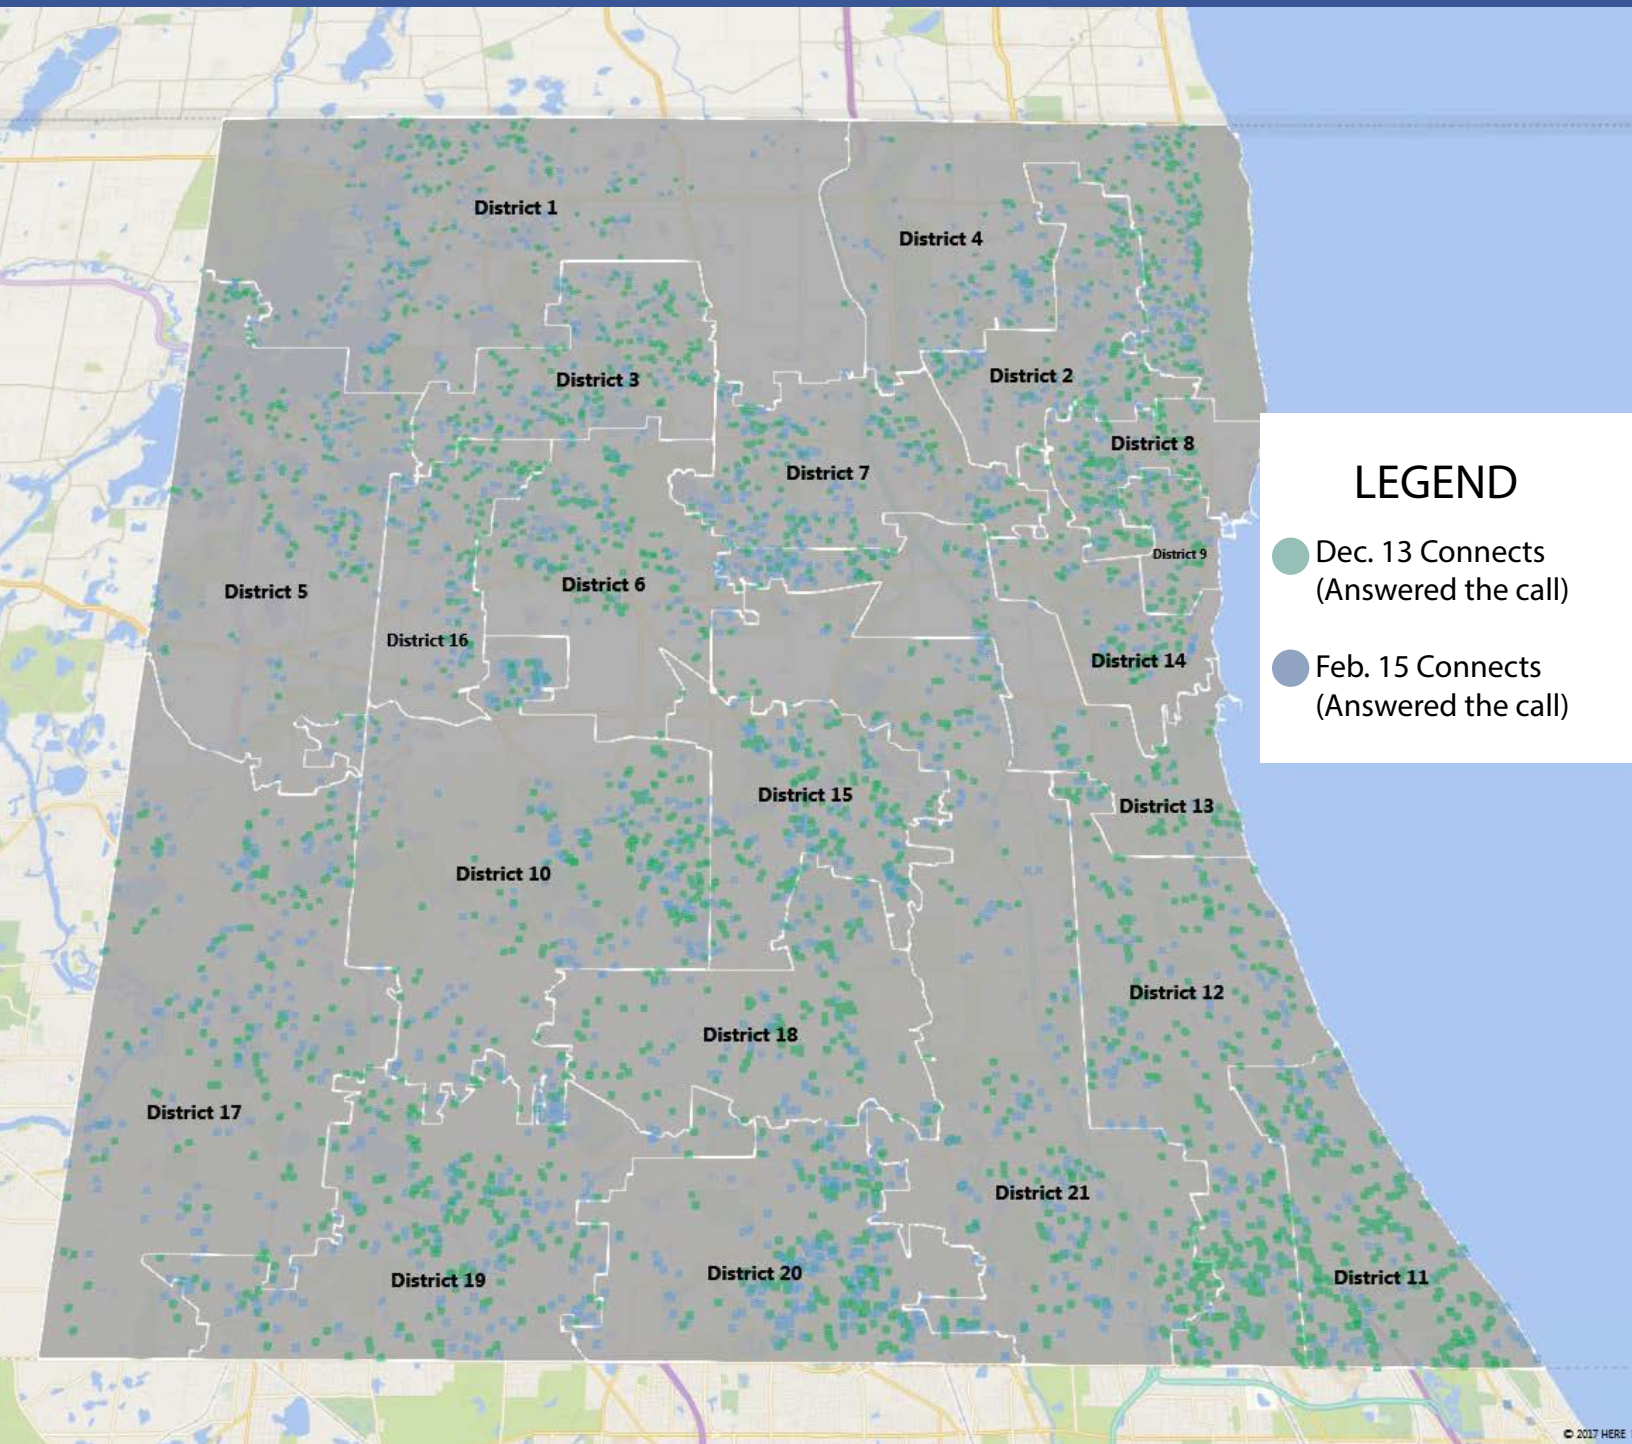 District 1
District 4
District 3
District 2
District 8
District 7
District 9
District 6
District 5
District 16
District 14
District 15
District 13
District 10
District 12
District 18
District 17
District 21
District 20
District 11
District 19
LEGEND
Dec. 13 Connects
(Answered the call)
Feb. 15 Connects
(Answered the call)
© 2017 HERE